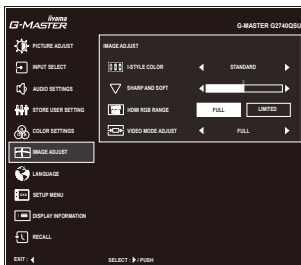 iiyama
G-MASTER
G-MASTER G2740QSU
PICTURE ADJUST
INPUT SELECT
AUDIO SETTINGS
STORE USER SETTING
COLOR SETTINGS
IMAGE ADJUST
LANGUAGE
SETUP MENU
DISPLAY INFORMATION
RECALL
IMAGE ADJUST
I-STYLE COLOR STANDARD
SHARP AND SOFT
HDMI RGB RANGE FULL LIMITED
VIDEO MODE ADJUST FULL
EXIT : SELECT : / PUSH